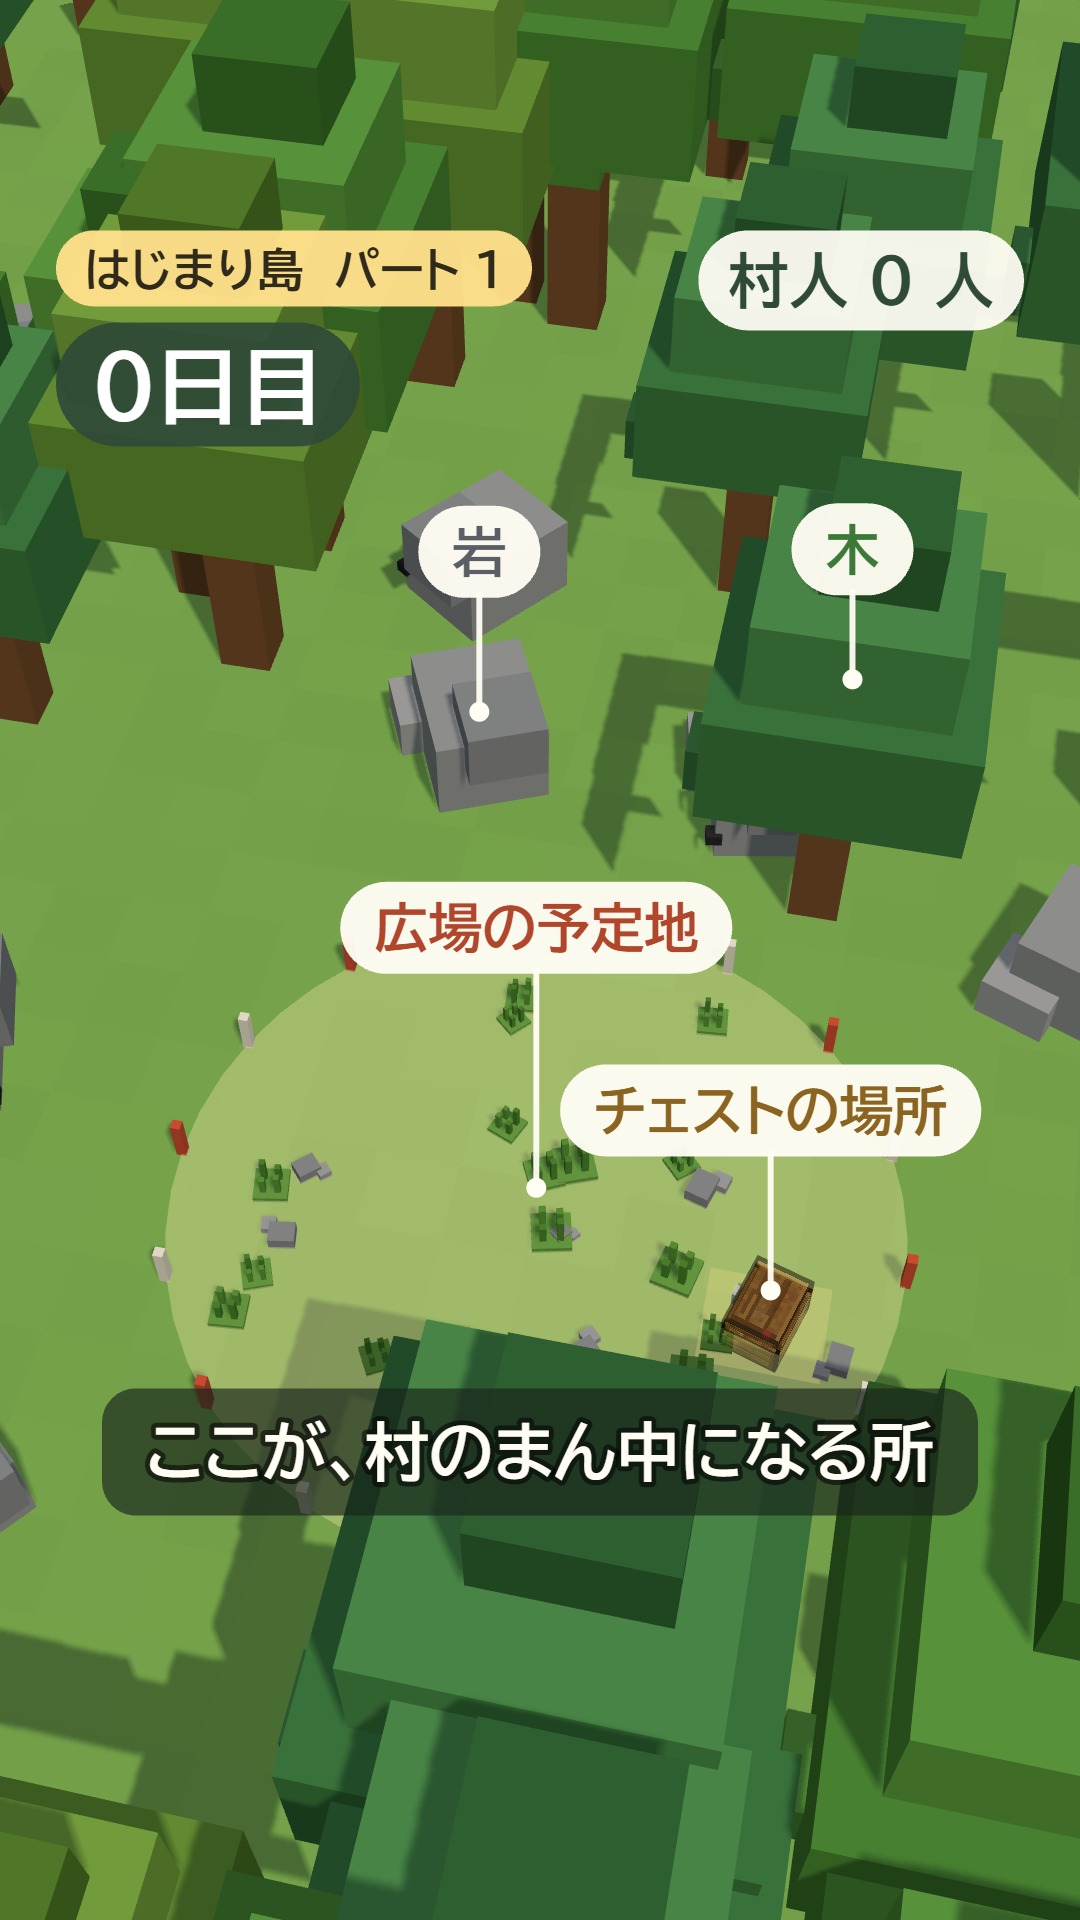 はじまり島 パート 1
村人 0 人
0日目
岩
木
広場の予定地
チェストの場所
ここが、村のまん中になる所